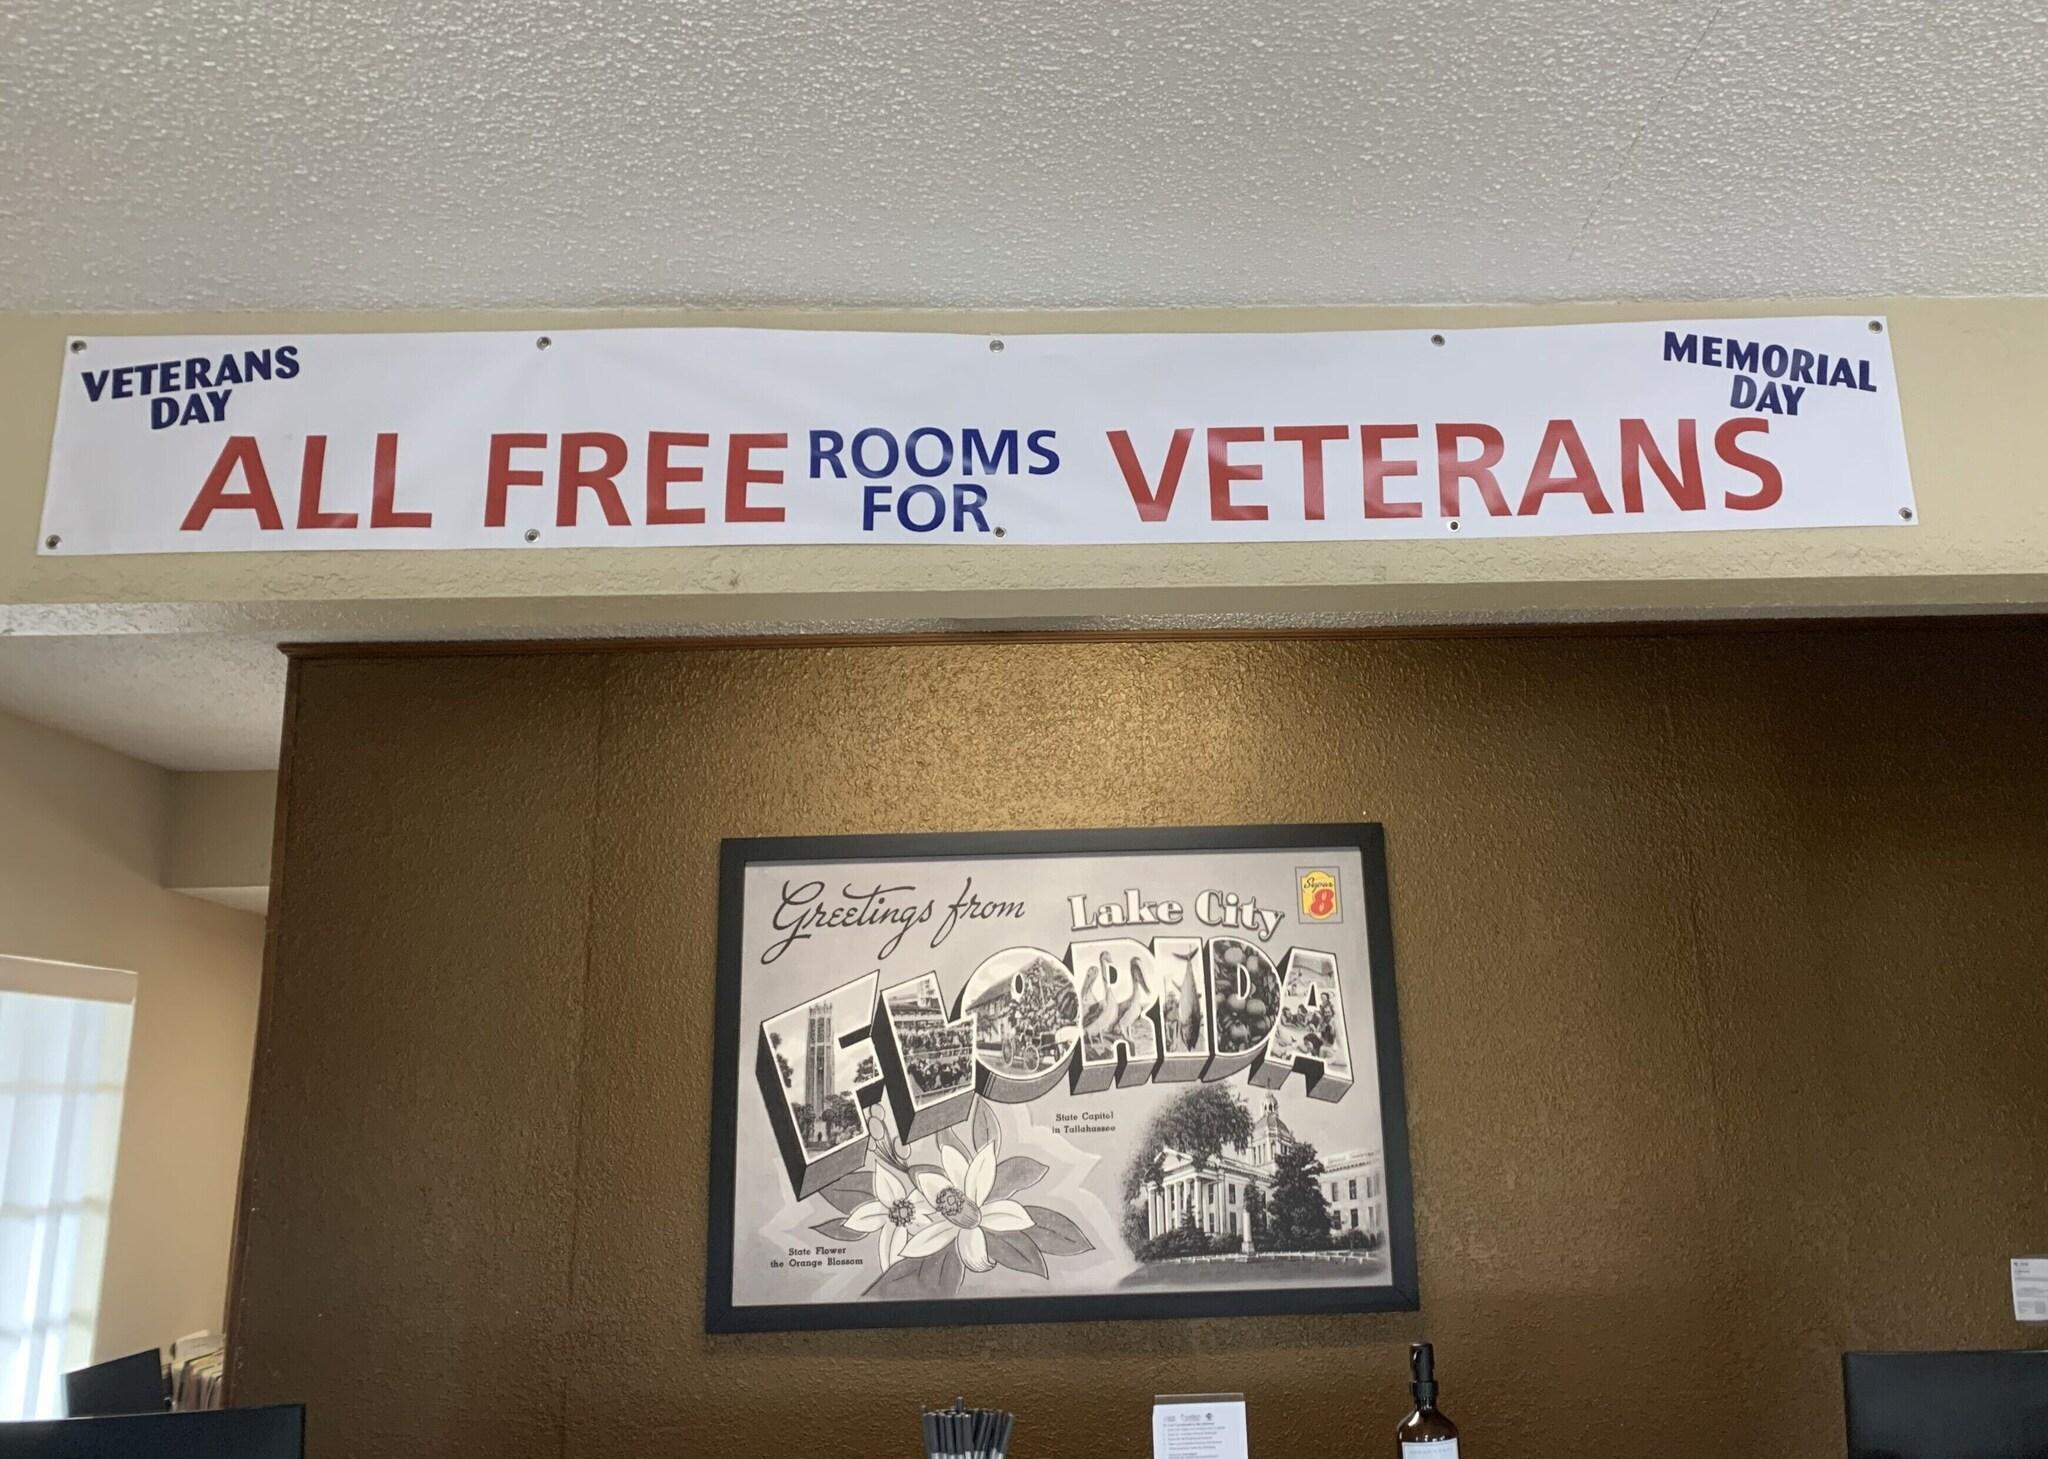 VETERANS
DAY
MEMORIAL
DAY
ALL FREE ROOMS FOR VETERANS
Greetings from Lake City
Super 8
FLORIDA
State Capitol
in Tallahassee
State Flower
the Orange Blossom